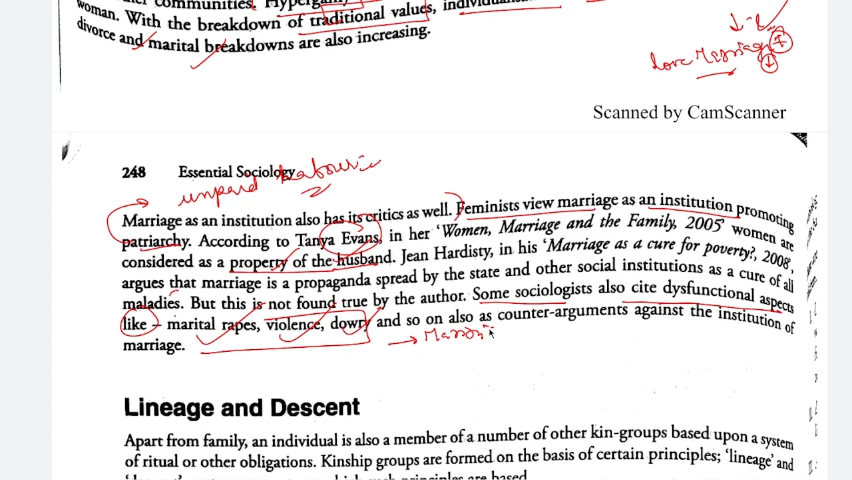 woman. With the breakdown of traditional values,
divorce and marital breakdowns are also increasing.
love Marriage
Scanned by CamScanner
248 Essential Sociology
unpaid labour
Marriage as an institution also has its critics as well. Feminists view marriage as an institution promoting
patriarchy. According to Tanya Evans, in her ‘Women, Marriage and the Family, 2005’ women are
considered as a property of the husband. Jean Hardisty, in his ‘Marriage as a cure for poverty?, 2008’,
argues that marriage is a propaganda spread by the state and other social institutions as a cure of all
maladies. But this is not found true by the author. Some sociologists also cite dysfunctional aspects
like – marital rapes, violence, dowry and so on also as counter-arguments against the institution of
marriage.
Lineage and Descent
Apart from family, an individual is also a member of a number of other kin-groups based upon a system
of ritual or other obligations. Kinship groups are formed on the basis of certain principles; ‘lineage’ and